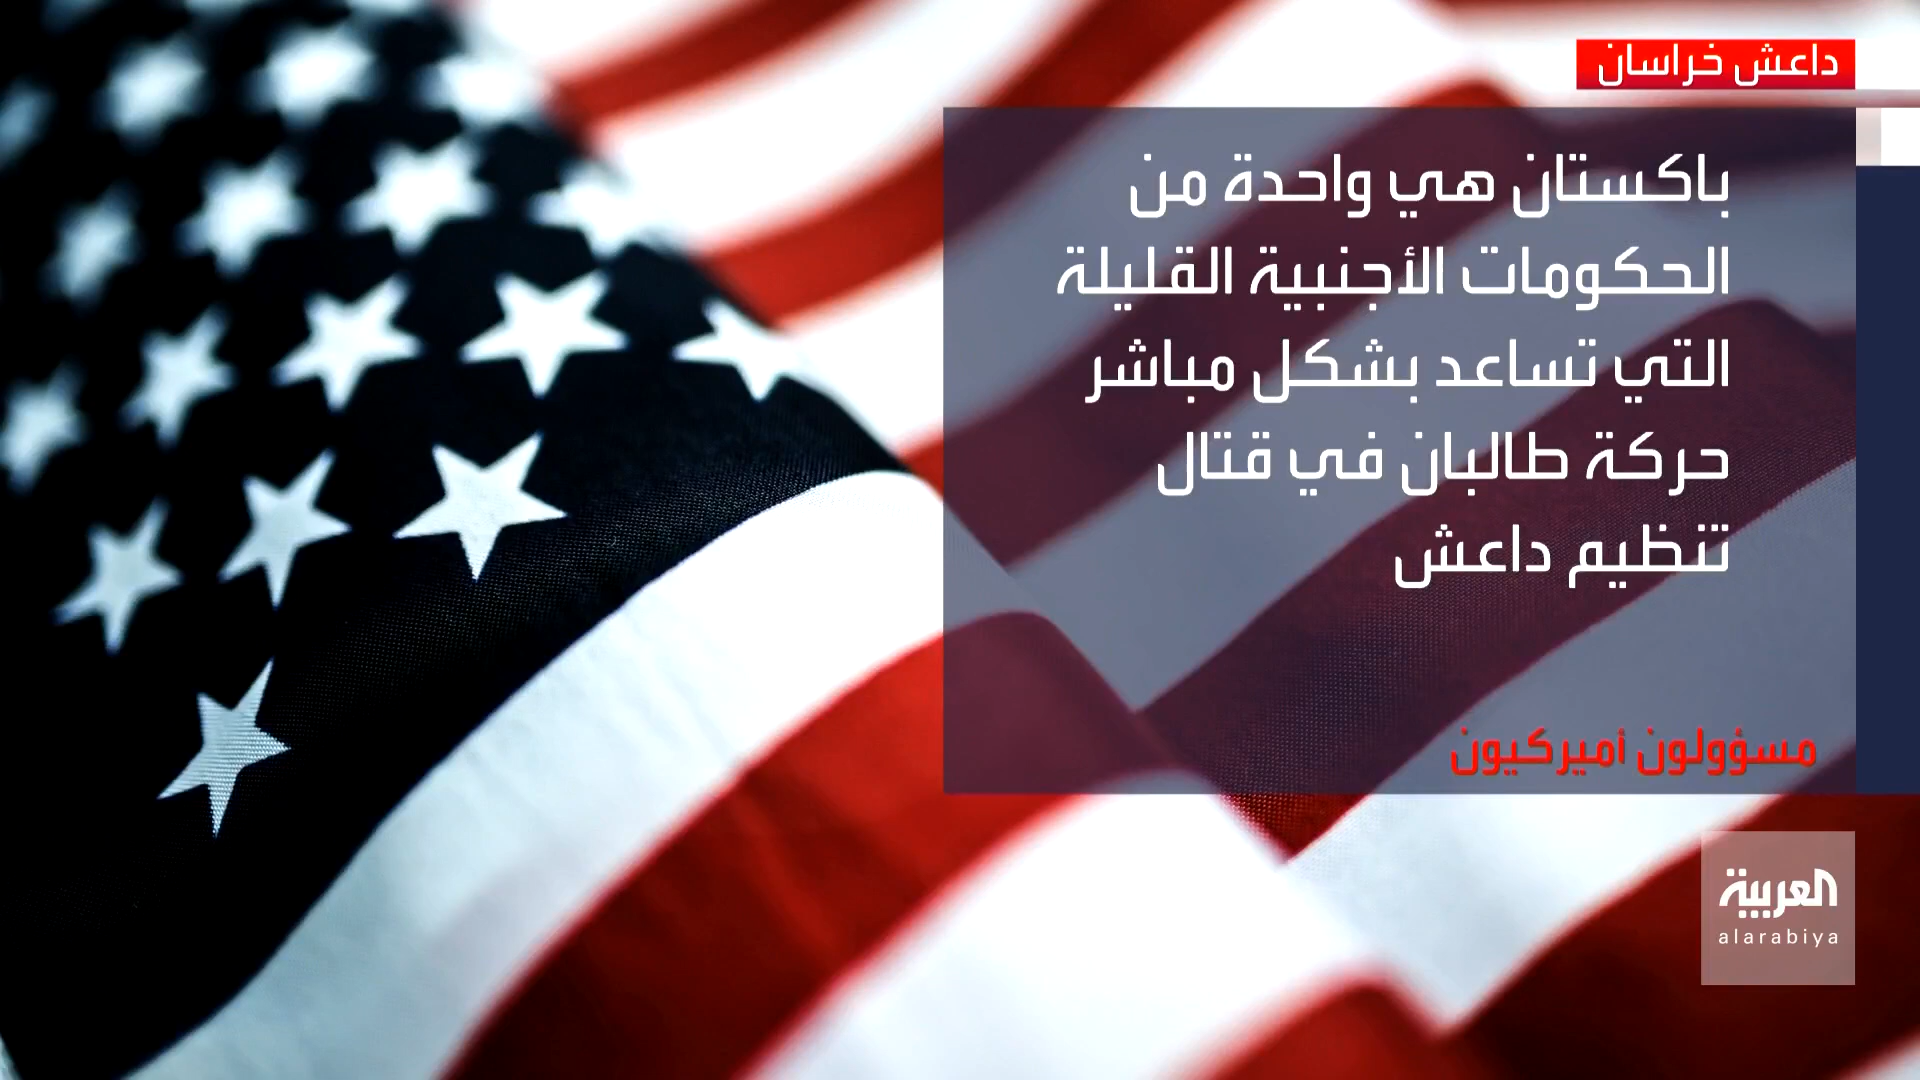 داعش خراسان
باكستان هي واحدة من
الحكومات الأجنبية القليلة
التي تساعد بشكل مباشر
حركة طالبان في قتال
تنظيم داعش
مسؤولون أميركيون
العربية
alarabiya